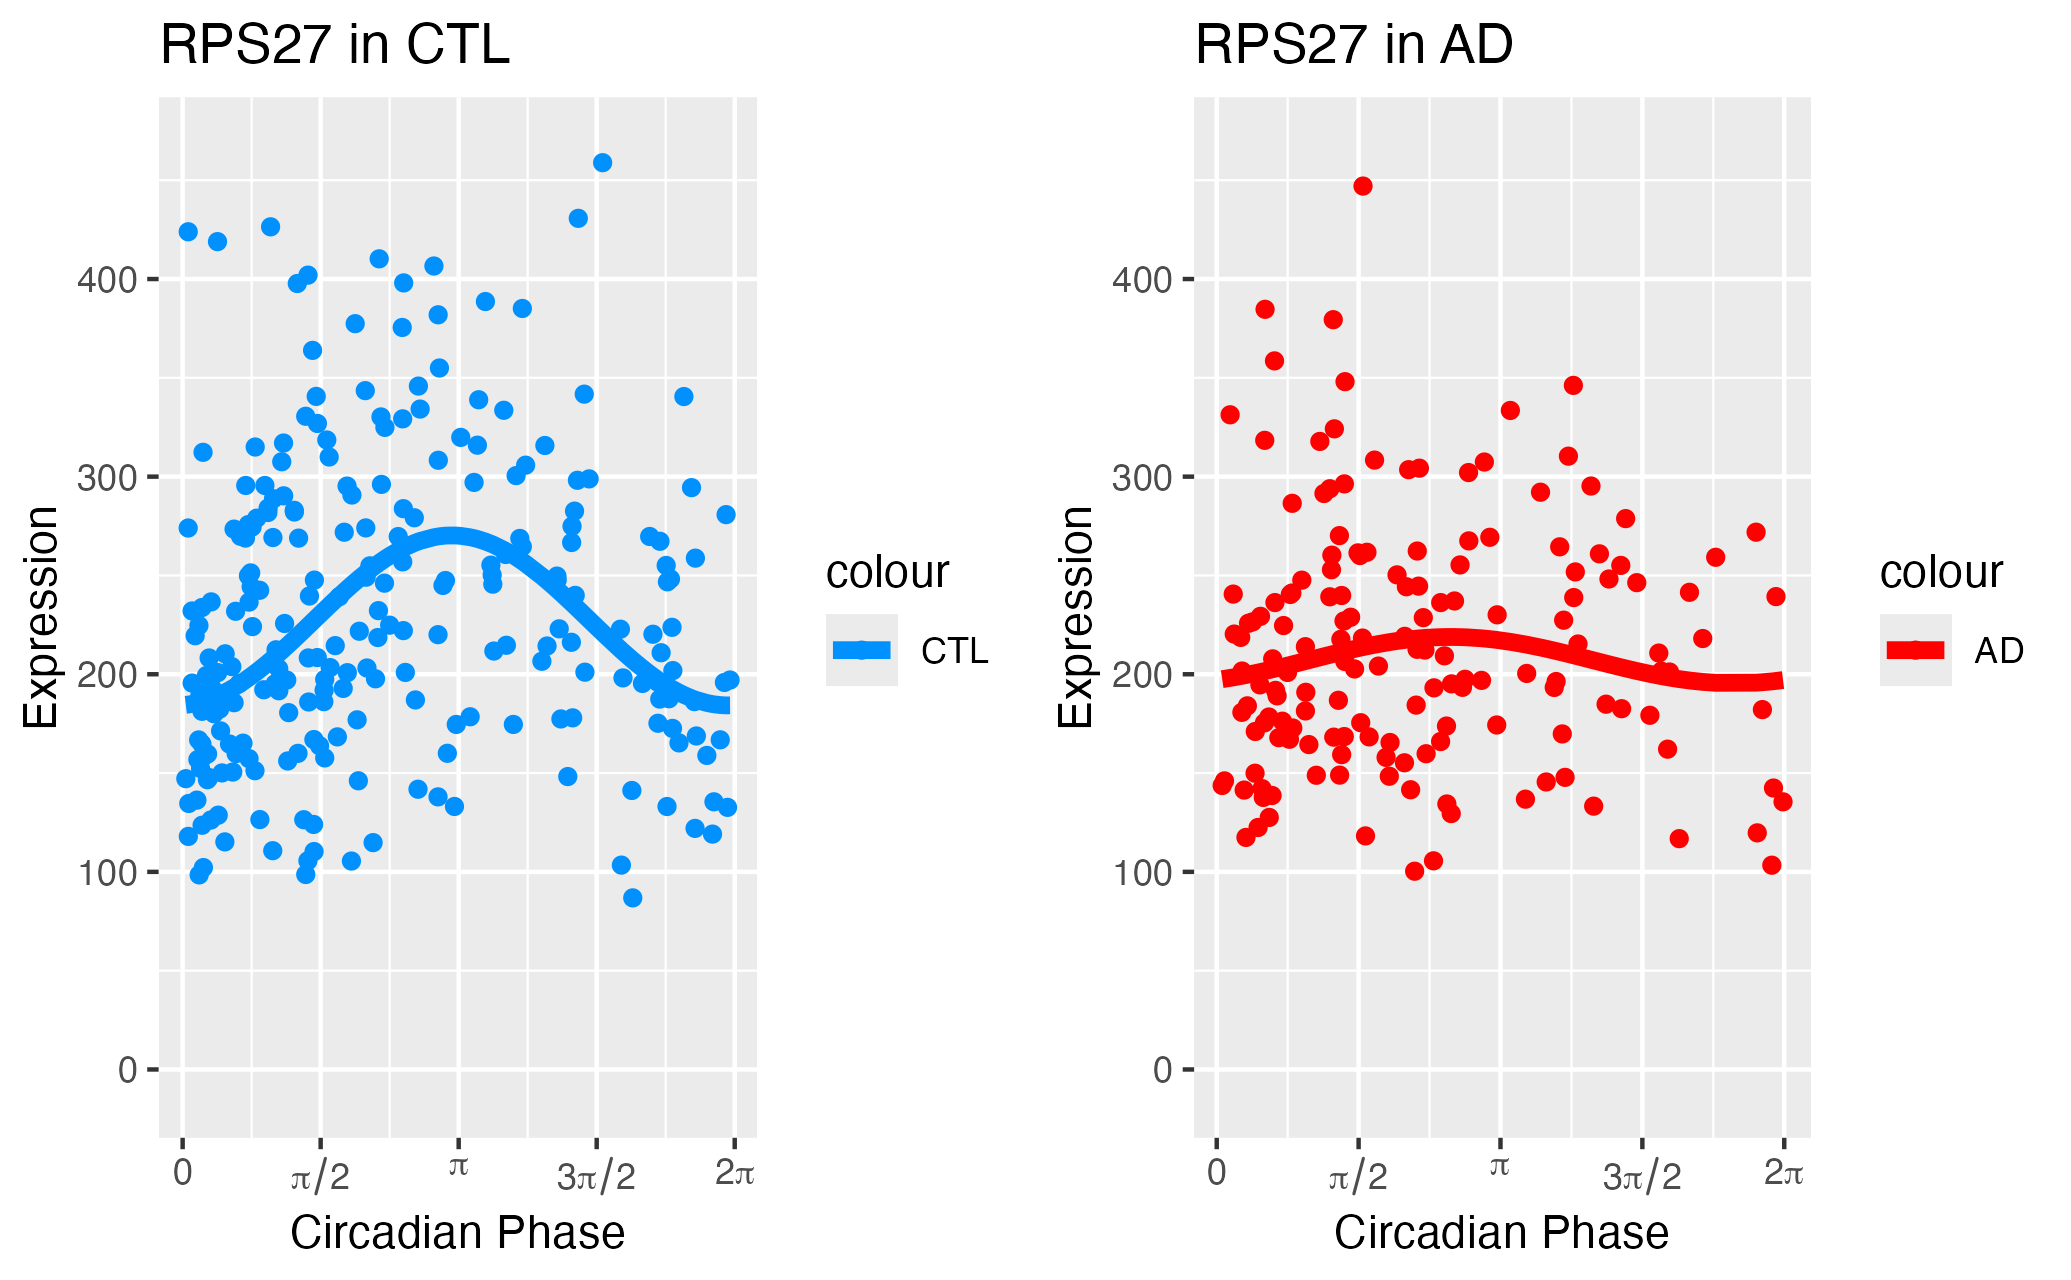 RPS27 in CTL
Expression
400
300
200
100
0
0 π/2 π 3π/2 2π
Circadian Phase
colour
CTL
RPS27 in AD
Expression
400
300
200
100
0
0 π/2 π 3π/2 2π
Circadian Phase
colour
AD